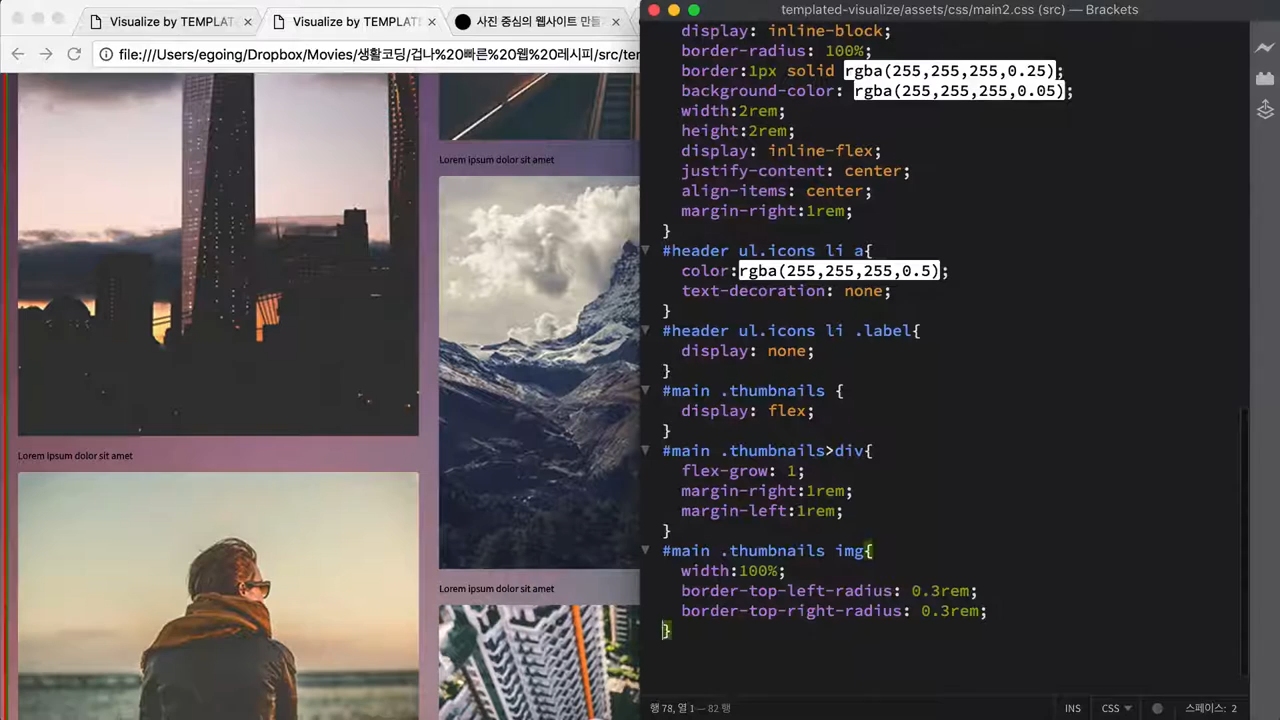 Visualize by TEMPLAT
Visualize by TEMPLAT
사진 중심의 웹사이트 만들
file:///Users/egoing/Dropbox/Movies/생활코딩/겁나%20빠른%20웹%20레시피/src/ter
Lorem ipsum dolor sit amet
Lorem ipsum dolor sit amet
Lorem ipsum dolor sit amet
templated-visualize/assets/css/main2.css (src) — Brackets
display: inline-block;
border-radius: 100%;
border:1px solid rgba(255,255,255,0.25);
background-color: rgba(255,255,255,0.05);
width:2rem;
height:2rem;
display: inline-flex;
justify-content: center;
align-items: center;
margin-right:1rem;
}
#header ul.icons li a{
color:rgba(255,255,255,0.5);
text-decoration: none;
}
#header ul.icons li .label{
display: none;
}
#main .thumbnails {
display: flex;
}
#main .thumbnails>div{
flex-grow: 1;
margin-right:1rem;
margin-left:1rem;
}
#main .thumbnails img{
width:100%;
border-top-left-radius: 0.3rem;
border-top-right-radius: 0.3rem;
}
행 78, 열 1 — 82 행
INS
CSS
스페이스: 2